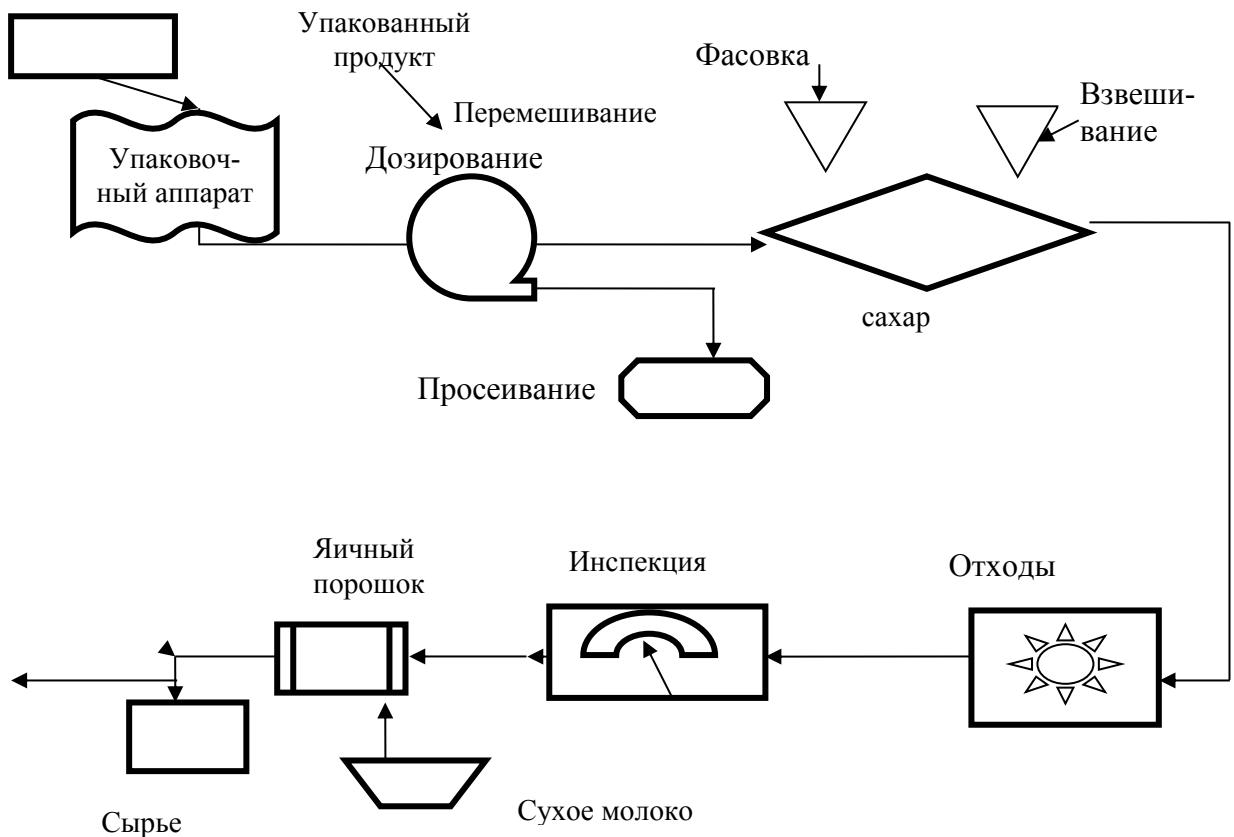 Упакованный
продукт
Фасовка
Взвеши-
вание
Перемешивание
Дозирование
Упаковоч-
ный аппарат
сахар
Просеивание
Яичный
порошок
Инспекция
Отходы
Сухое молоко
Сырье